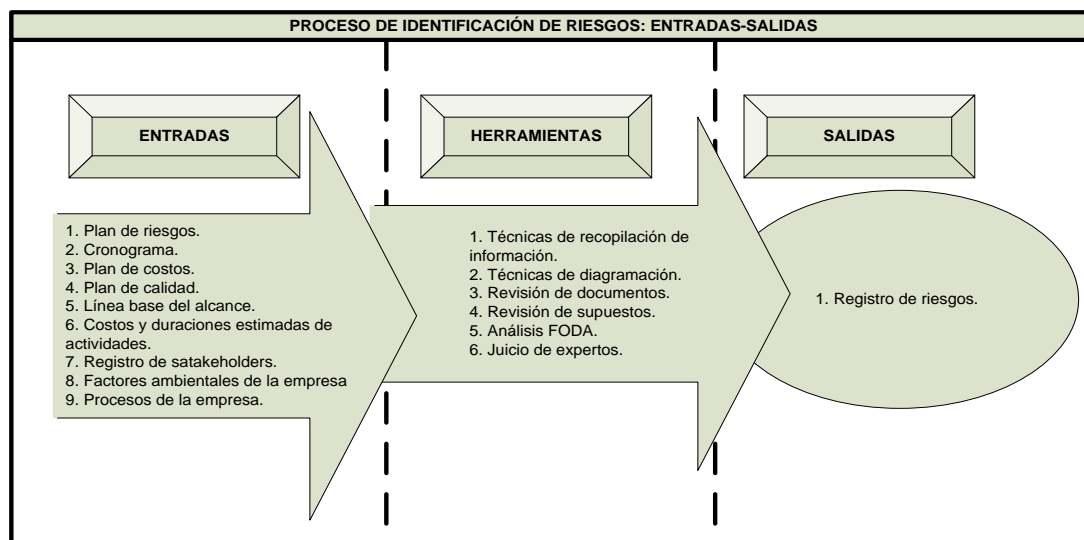 PROCESO DE IDENTIFICACIÓN DE RIESGOS: ENTRADAS-SALIDAS
ENTRADAS
1. Plan de riesgos.
2. Cronograma.
3. Plan de costos.
4. Plan de calidad.
5. Línea base del alcance.
6. Costos y duraciones estimadas de
actividades.
7. Registro de satakeholders.
8. Factores ambientales de la empresa
9. Procesos de la empresa.
HERRAMIENTAS
1. Técnicas de recopilación de
información.
2. Técnicas de diagramación.
3. Revisión de documentos.
4. Revisión de supuestos.
5. Análisis FODA.
6. Juicio de expertos.
SALIDAS
1. Registro de riesgos.